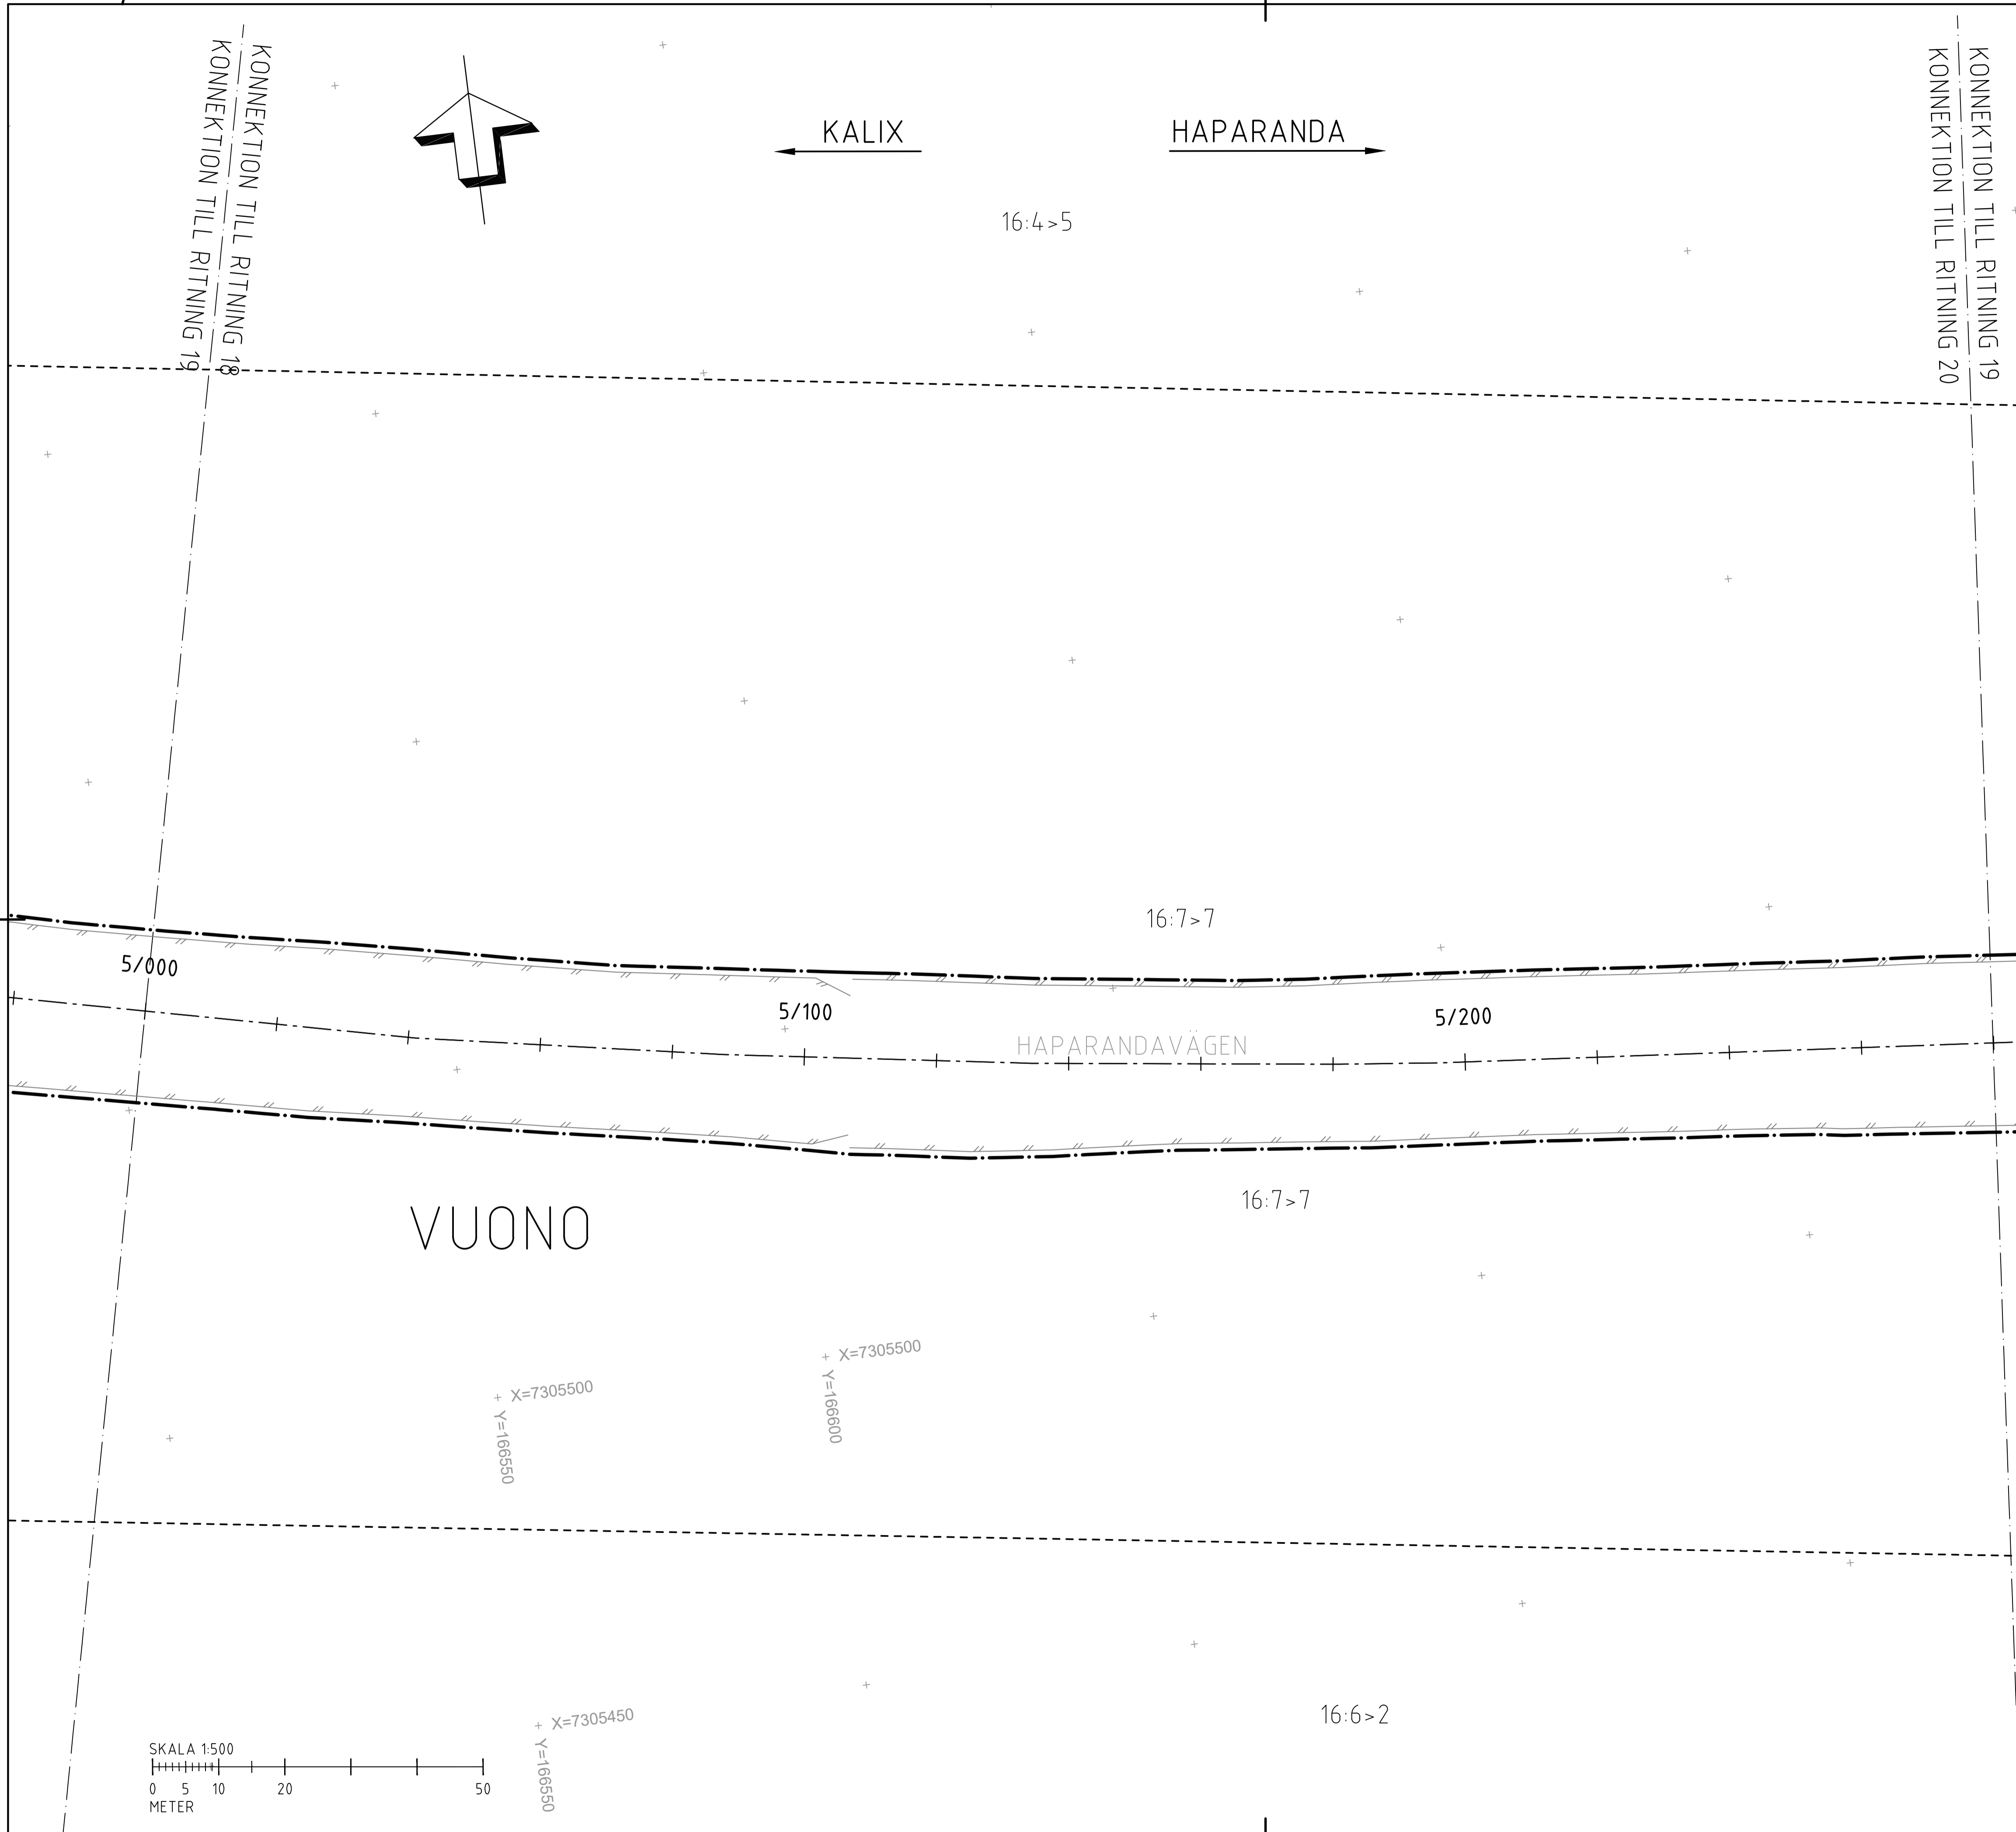 KONNEKTION TILL RITNING 18
KONNEKTION TILL RITNING 19
KALIX
HAPARANDA
KONNEKTION TILL RITNING 19
KONNEKTION TILL RITNING 20
16:4>5
16:7>7
5/000
5/100
5/200
HAPARANDAVÄGEN
16:7>7
VUONO
X=7305500
Y=166600
X=7305500
Y=166550
16:6>2
X=7305450
Y=166550
SKALA 1:500
0 5 10 20 50
METER